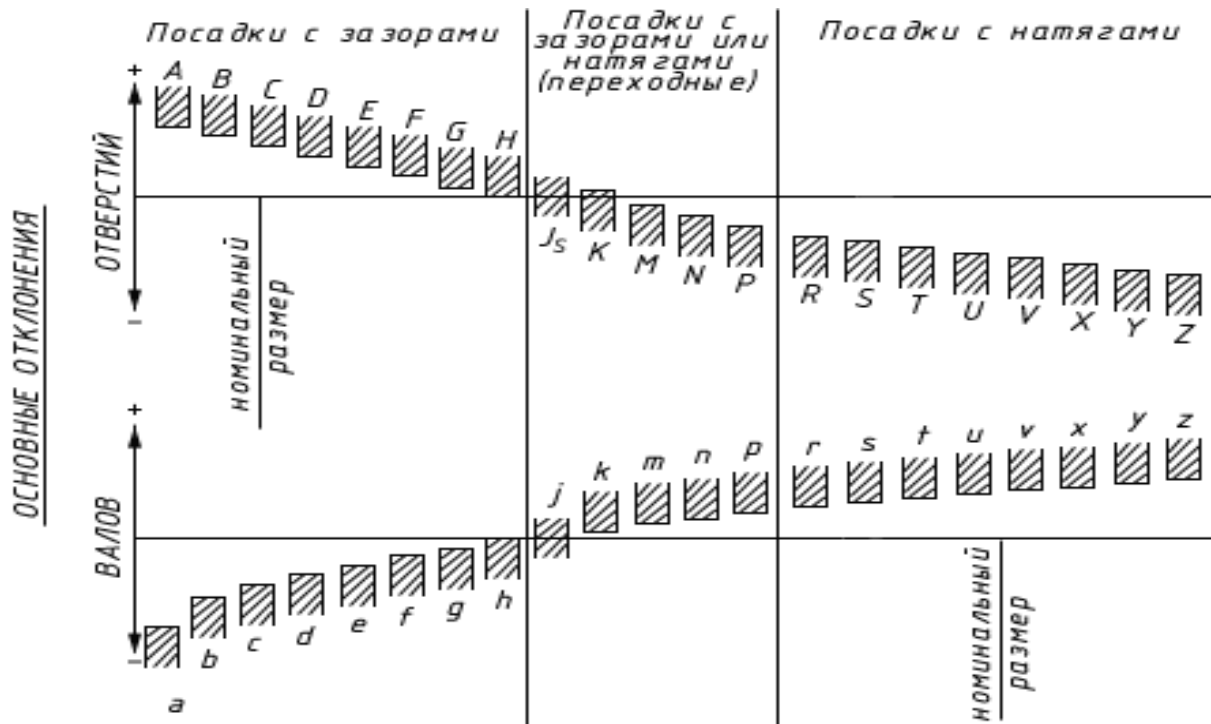 Посадки с зазорами
Посадки с
зазорами или
натягами
(переходные)
Посадки с натягами
ОСНОВНЫЕ ОТКЛОНЕНИЯ
ОТВЕРСТИЙ
+
A B C D E F G H
Js K M N P
R S T U V X Y Z
–
номинальный
размер
ВАЛОВ
+
j k m n p
r s t u v x y z
a b c d e f g h
–
номинальный
размер